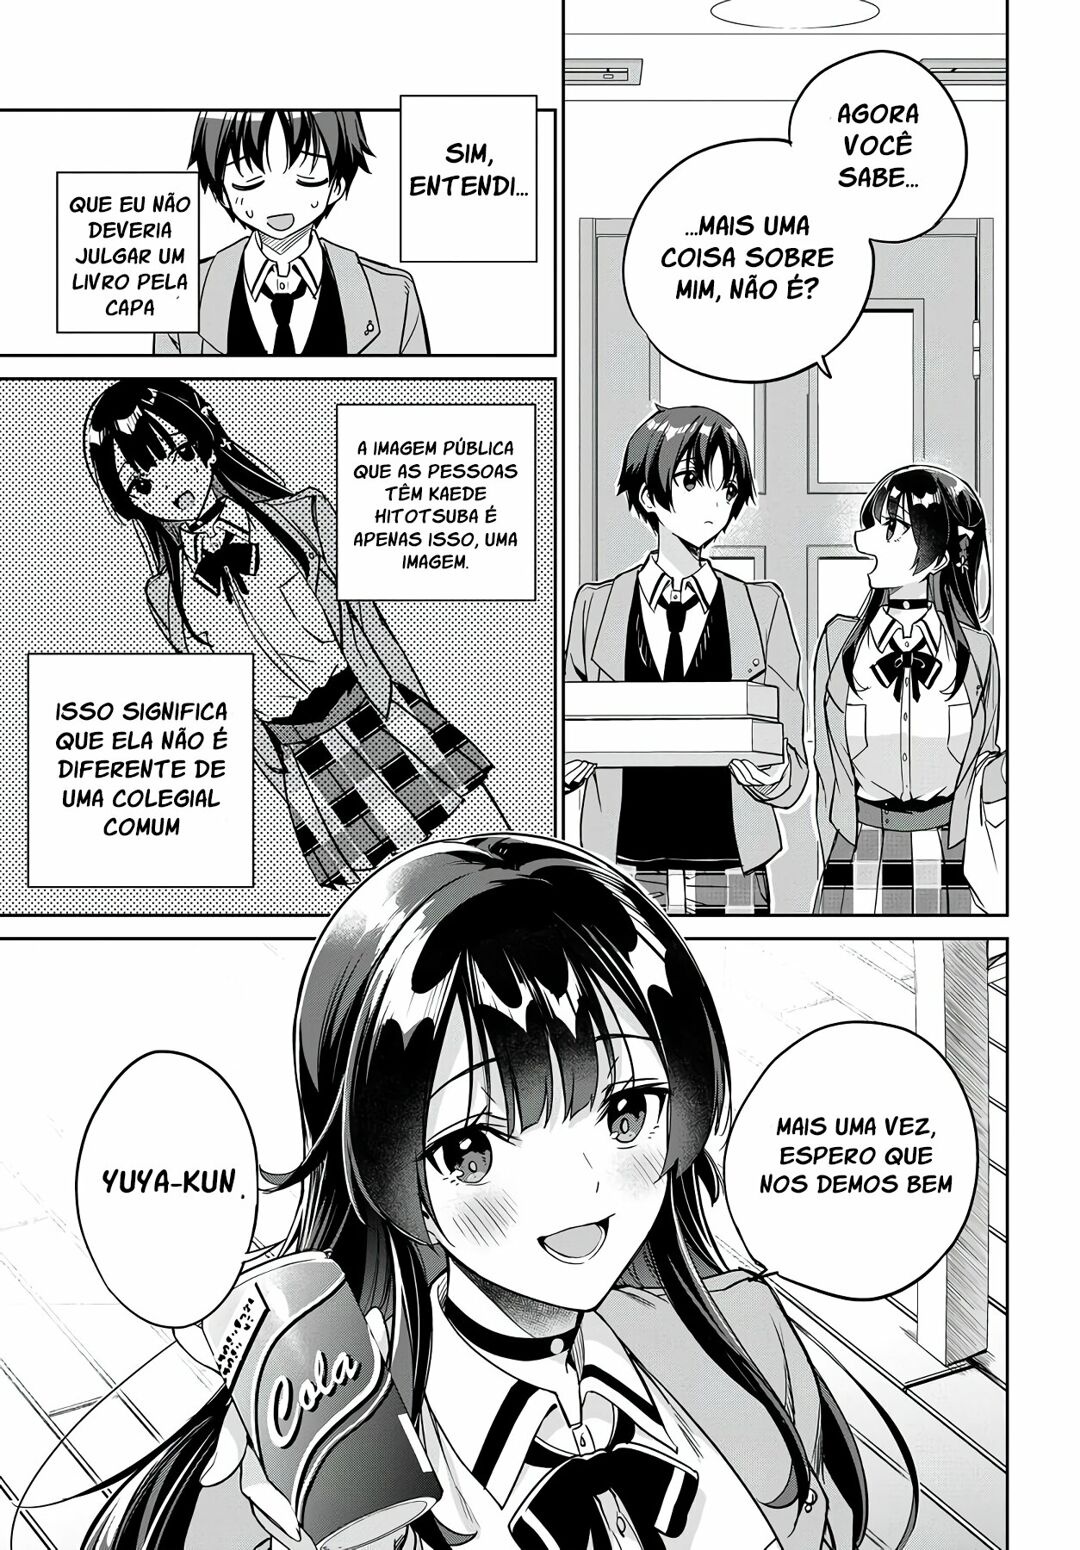 AGORA
VOCÊ
SABE...
...MAIS UMA
COISA SOBRE
MIM, NÃO É?
SIM,
ENTENDI...
QUE EU NÃO
DEVERIA
JULGAR UM
LIVRO PELA
CAPA
A IMAGEM PÚBLICA
QUE AS PESSOAS
TÊM KAEDE
HITOTSUBA É
APENAS ISSO, UMA
IMAGEM.
ISSO SIGNIFICA
QUE ELA NÃO É
DIFERENTE DE
UMA COLEGIAL
COMUM
MAIS UMA VEZ,
ESPERO QUE
NOS DEMOS BEM
YUYA-KUN.
Cola